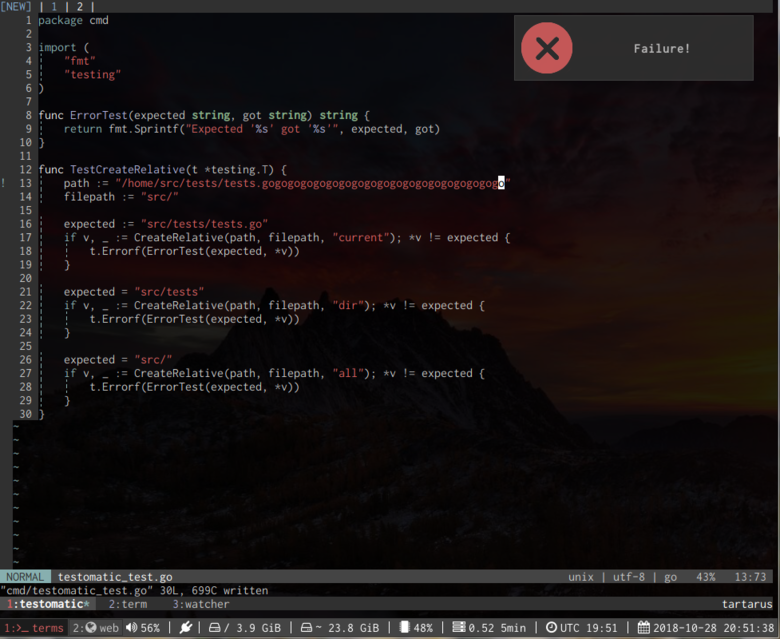 [NEW] | 1 | 2 |
Failure!
1 package cmd
2
3 import (
4 "fmt"
5 "testing"
6 )
7
8 func ErrorTest(expected string, got string) string {
9 return fmt.Sprintf("Expected '%s' got '%s'", expected, got)
10 }
11
12 func TestCreateRelative(t *testing.T) {
! 13 path := "/home/src/tests/tests.gogogogogogogogogogogogogogogogogogogo"
14 filepath := "src/"
15
16 expected := "src/tests/tests.go"
17 if v, _ := CreateRelative(path, filepath, "current"); *v != expected {
18 t.Errorf(ErrorTest(expected, *v))
19 }
20
21 expected = "src/tests"
22 if v, _ := CreateRelative(path, filepath, "dir"); *v != expected {
23 t.Errorf(ErrorTest(expected, *v))
24 }
25
26 expected = "src/"
27 if v, _ := CreateRelative(path, filepath, "all"); *v != expected {
28 t.Errorf(ErrorTest(expected, *v))
29 }
30 }
~
~
~
~
~
~
~
~
~
~
~
NORMAL testomatic_test.go unix | utf-8 | go 43% 13:73
"cmd/testomatic_test.go" 30L, 699C written
1:testomatic* 2:term 3:watcher tartarus
1:>_ terms 2: web 56% | | / 3.9 GiB | ~ 23.8 GiB | 48% | 0.52 5min | UTC 19:51 | 2018-10-28 20:51:38